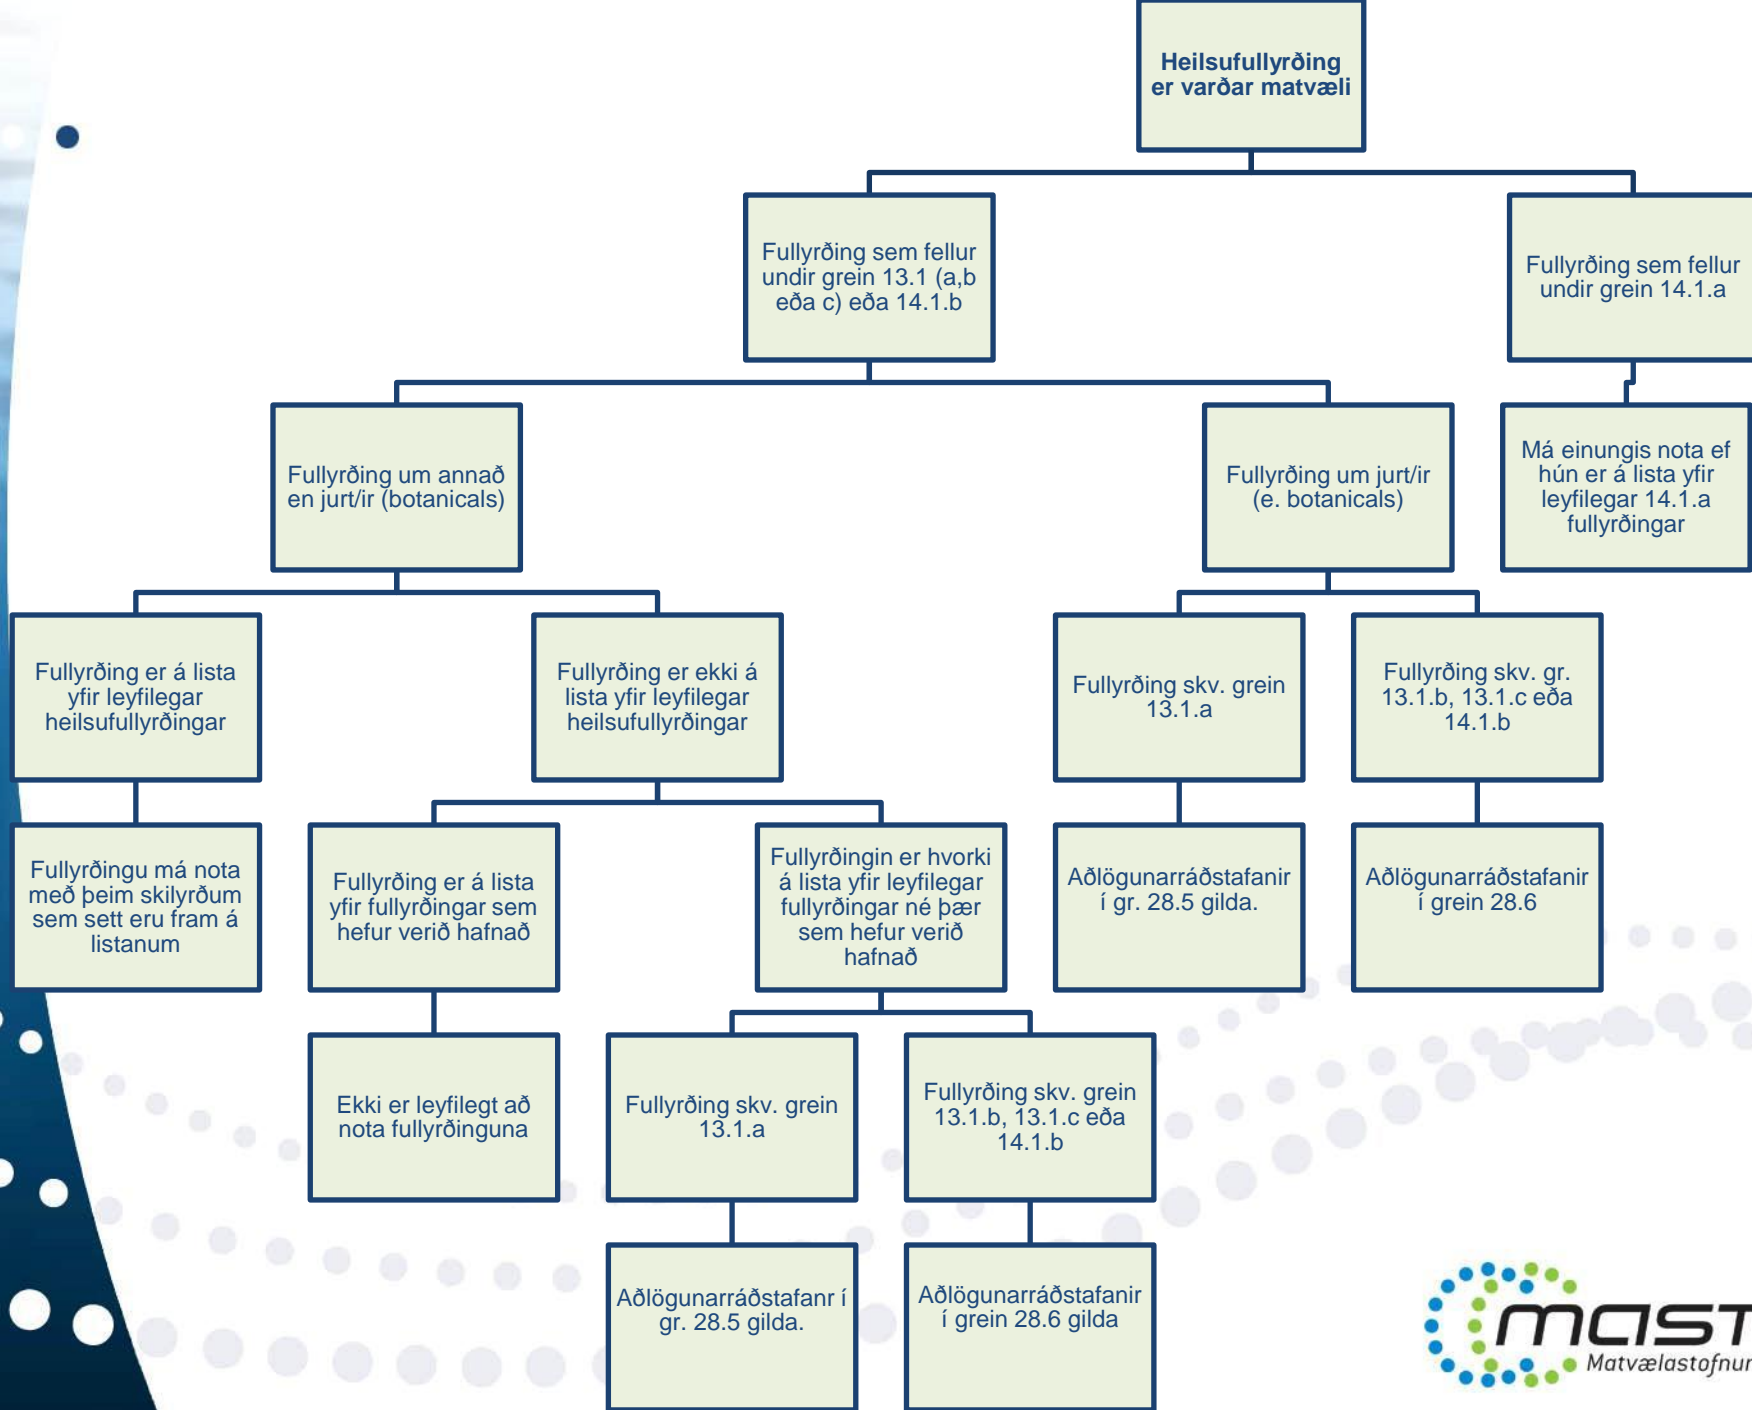 Heilsufullyrðing
er varðar matvæli
Fullyrðing sem fellur
undir grein 13.1 (a,b
eða c) eða 14.1.b
Fullyrðing sem fellur
undir grein 14.1.a
Fullyrðing um annað
en jurt/ir (botanicals)
Fullyrðing um jurt/ir
(e. botanicals)
Má einungis nota ef
hún er á lista yfir
leyfilegar 14.1.a
fullyrðingar
Fullyrðing er á lista
yfir leyfilegar
heilsufullyrðingar
Fullyrðing er ekki á
lista yfir leyfilegar
heilsufullyrðingar
Fullyrðing skv. grein
13.1.a
Fullyrðing skv. gr.
13.1.b, 13.1.c eða
14.1.b
Fullyrðingu má nota
með þeim skilyrðum
sem sett eru fram á
listanum
Fullyrðing er á lista
yfir fullyrðingar sem
hefur verið hafnað
Fullyrðingin er hvorki
á lista yfir leyfilegar
fullyrðingar né þær
sem hefur verið
hafnað
Aðlögunarráðstafanir
í gr. 28.5 gilda.
Aðlögunarráðstafanir
í grein 28.6
Ekki er leyfilegt að
nota fullyrðinguna
Fullyrðing skv. grein
13.1.a
Fullyrðing skv. grein
13.1.b, 13.1.c eða
14.1.b
Aðlögunarráðstafanr í
gr. 28.5 gilda.
Aðlögunarráðstafanir
í grein 28.6 gilda
mast
Matvælastofnun